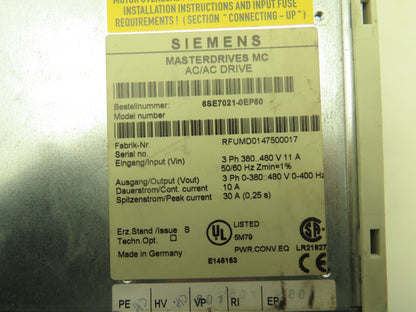 INSTALLATION INSTRUCTIONS AND INPUT FUSE
REQUIREMENTS ! (SECTION "CONNECTING - UP")
SIEMENS
MASTERDRIVES MC
AC/AC DRIVE
Bestellnummer: 6SE7021-0EP50
Model number
Fabrik-Nr. RFUMD0147500017
Serial no.
Eingang/Input (Vin) 3 Ph 380..480 V 11 A
50/60 Hz Zmin=1%
Ausgang/Output (Vout) 3 Ph 0-380..480 V 0-400 Hz
Dauerstrom/Cont. current 10 A
Spitzenstrom/Peak current 30 A (0,25 s)
Erz.Stand /Issue B
Techn.Opt.
Made in Germany
UL LISTED
5M79
PWR.CONV.EQ
E145153
SA
LR21927
CE
PE HV VP RI EP